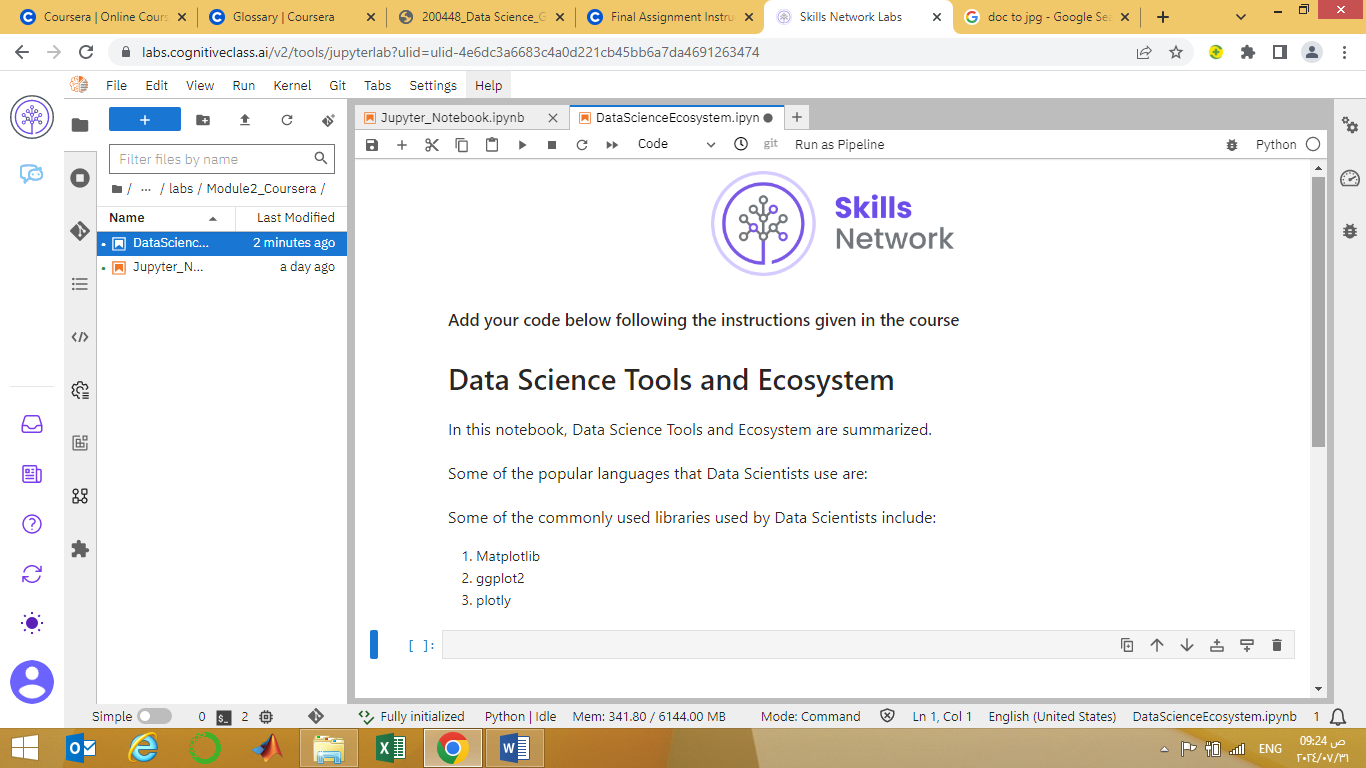 Coursera | Online Cours
Glossary | Coursera
200448_Data Science_G
Final Assignment Instru
Skills Network Labs
doc to jpg - Google Sea
labs.cognitiveclass.ai/v2/tools/jupyterlab?ulid=ulid-4e6dc3a6683c4a0d221cb45bb6a7da4691263474
File Edit View Run Kernel Git Tabs Settings Help
Jupyter_Notebook.ipynb
DataScienceEcosystem.ipyn
Filter files by name
Code
git
Run as Pipeline
Python
/ ... / labs / Module2_Coursera /
Name Last Modified
DataScienc... 2 minutes ago
Jupyter_N... a day ago
Skills
Network
Add your code below following the instructions given in the course
Data Science Tools and Ecosystem
In this notebook, Data Science Tools and Ecosystem are summarized.
Some of the popular languages that Data Scientists use are:
Some of the commonly used libraries used by Data Scientists include:
1. Matplotlib
2. ggplot2
3. plotly
[ ]:
Simple 0 2 Fully initialized Python | Idle Mem: 341.80 / 6144.00 MB Mode: Command Ln 1, Col 1 English (United States) DataScienceEcosystem.ipynb 1
ENG
09:24 ص
٢٠٢٤/٠٧/٣١